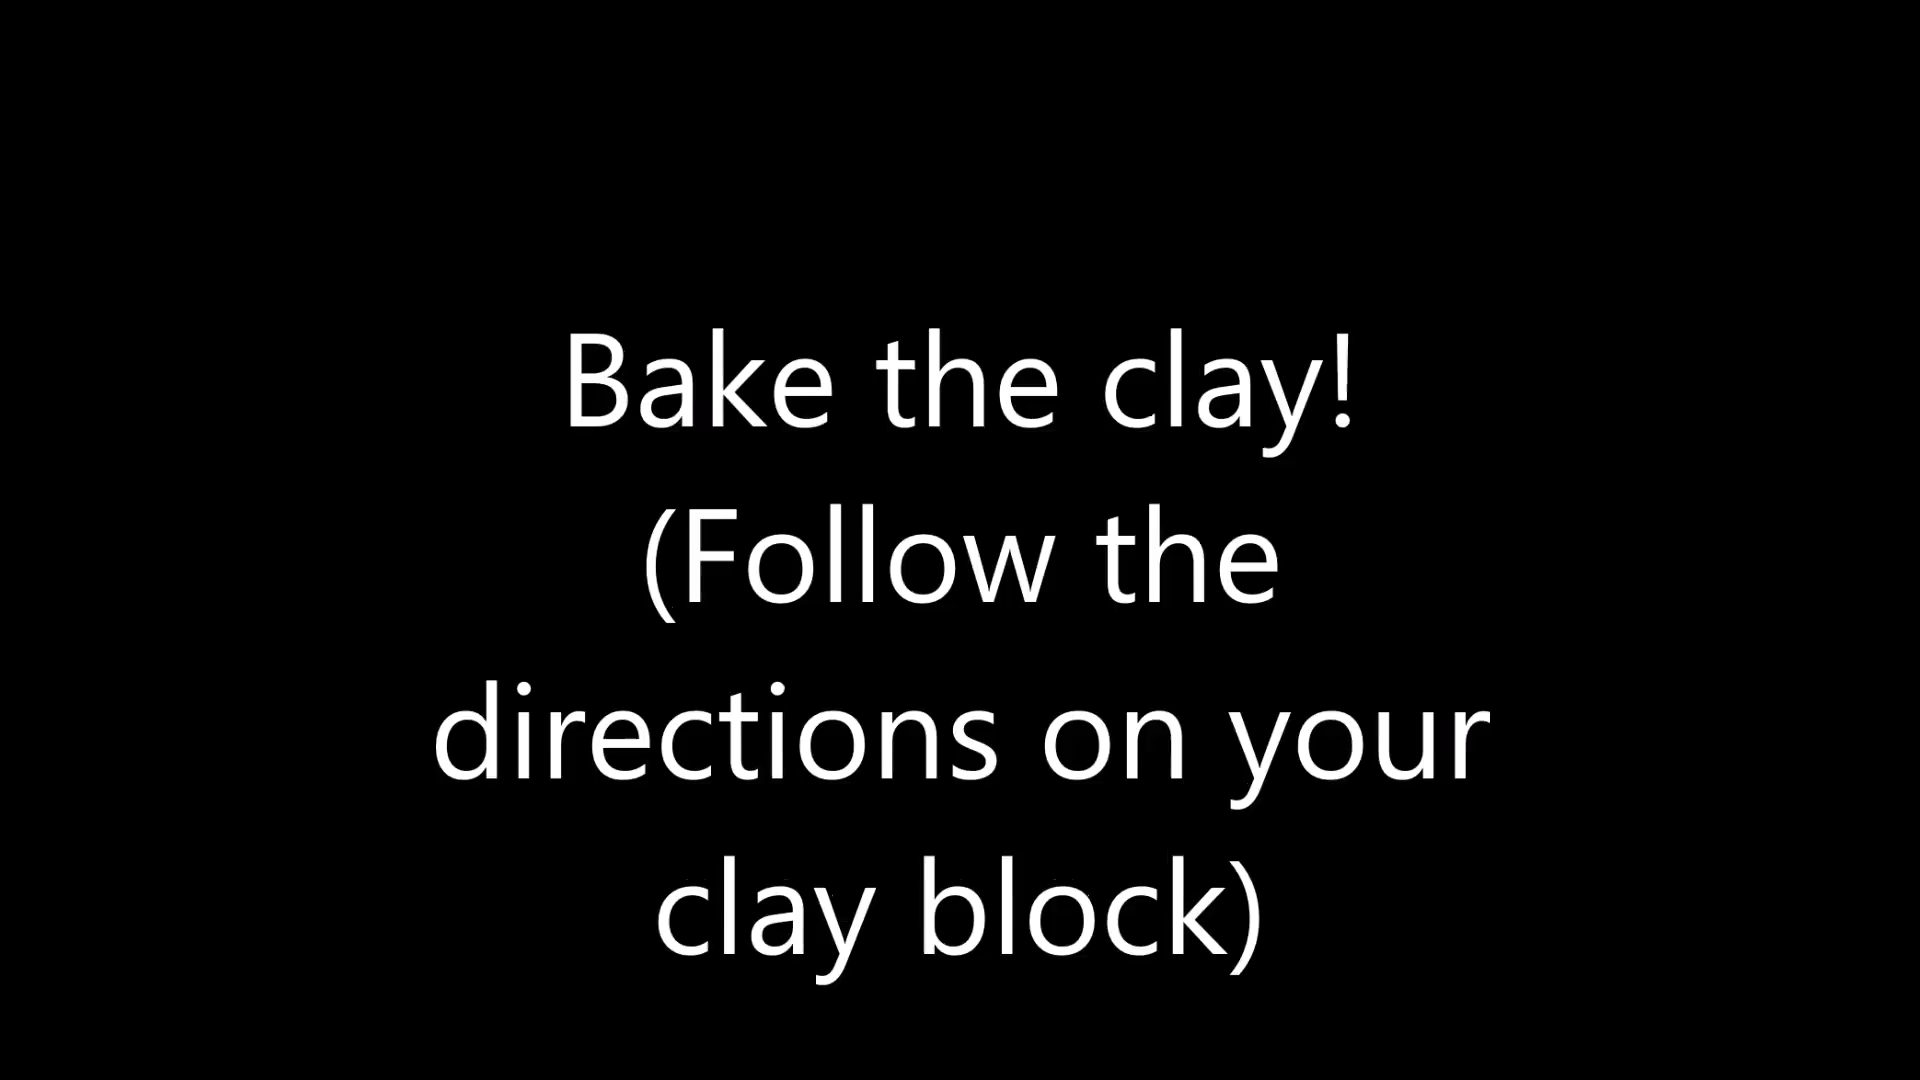 Bake the clay!
(Follow the
directions on your
clay block)